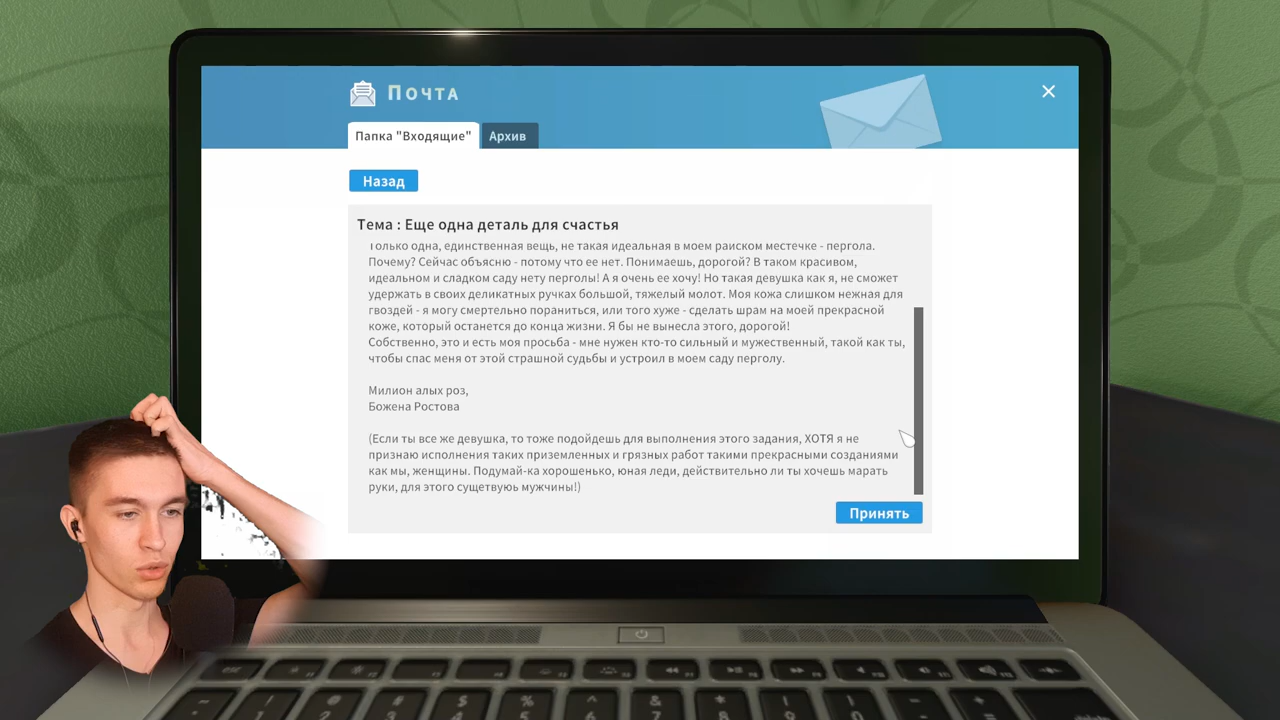 Почта
Папка "Входящие"
Архив
Назад
Тема : Еще одна деталь для счастья
Только одна, единственная вещь, не такая идеальная в моем раиском местечке - пергола.
Почему? Сейчас объясню - потому что ее нет. Понимаешь, дорогой? В таком красивом,
идеальном и сладком саду нету перголы! А я очень ее хочу! Но такая девушка как я, не сможет
удержать в своих деликатных ручках большой, тяжелый молот. Моя кожа слишком нежная для
гвоздей - я могу смертельно пораниться, или того хуже - сделать шрам на моей прекрасной
коже, который останется до конца жизни. Я бы не вынесла этого, дорогой!
Собственно, это и есть моя просьба - мне нужен кто-то сильный и мужественный, такой как ты,
чтобы спас меня от этой страшной судьбы и устроил в моем саду перголу.
Милион алых роз,
Божена Ростова
(Если ты все же девушка, то тоже подойдешь для выполнения этого задания, ХОТЯ я не
признаю исполнения таких приземленных и грязных работ такими прекрасными созданиями
как мы, женщины. Подумай-ка хорошенько, юная леди, действительно ли ты хочешь марать
руки, для этого сущетвуюь мужчины!)
Принять